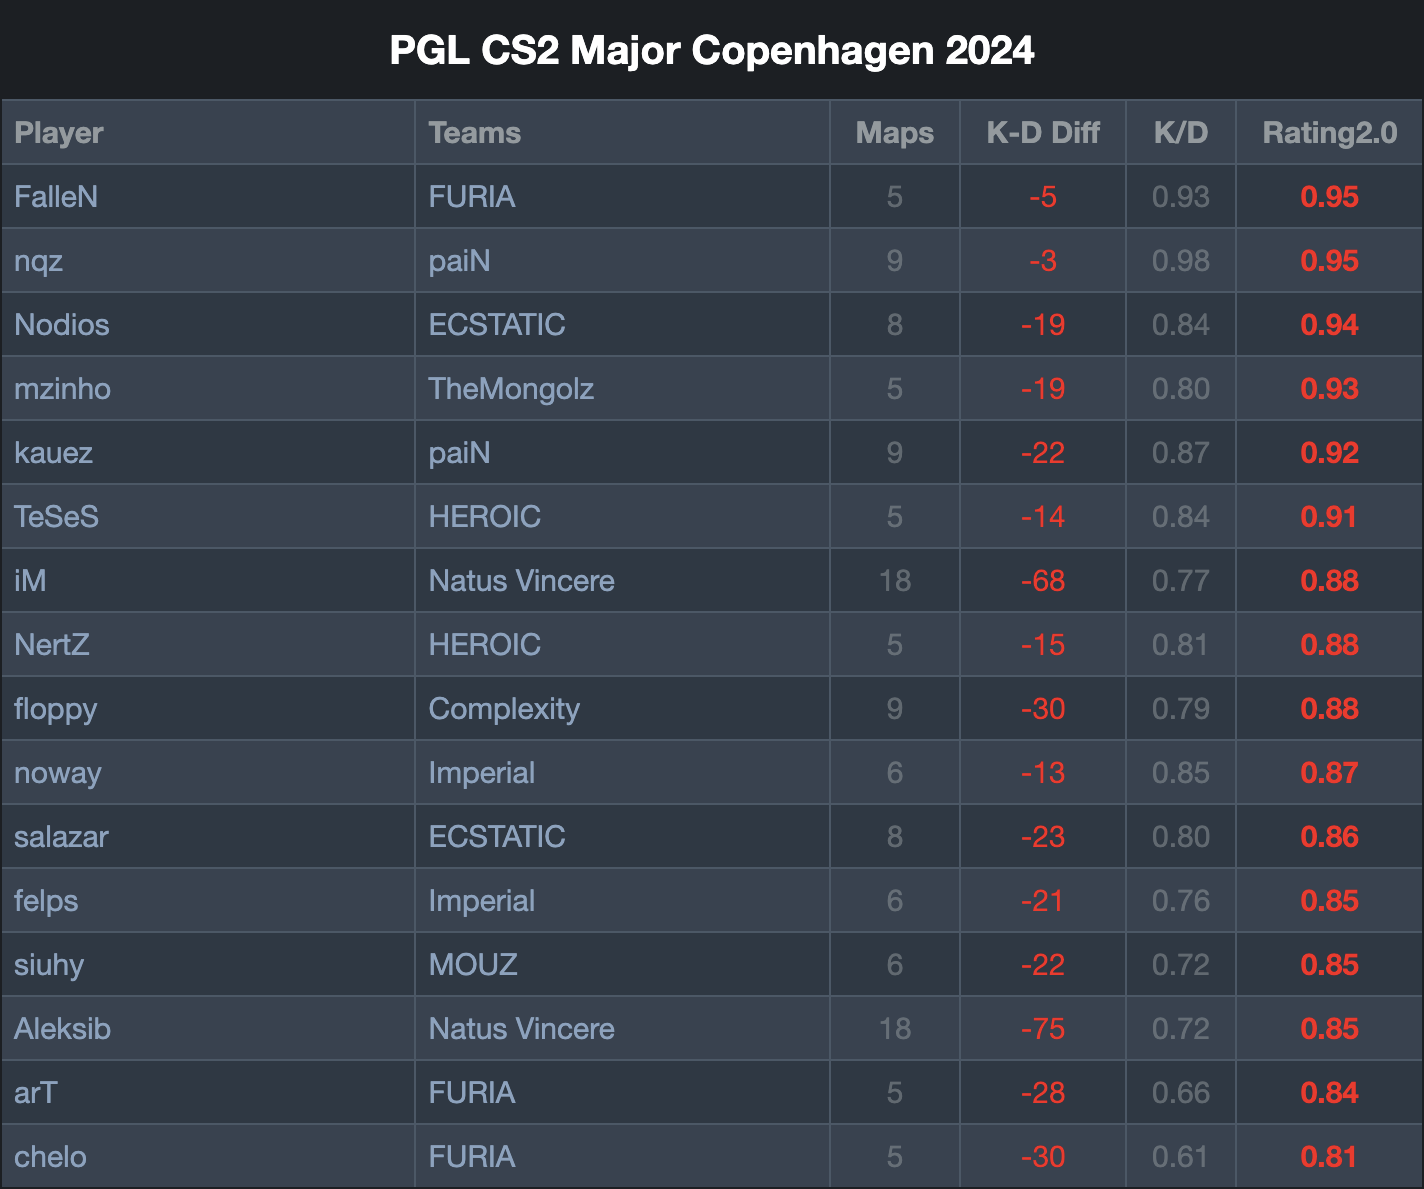 PGL CS2 Major Copenhagen 2024
Player Teams Maps K-D Diff K/D Rating2.0
FalleN FURIA 5 -5 0.93 0.95
nqz paiN 9 -3 0.98 0.95
Nodios ECSTATIC 8 -19 0.84 0.94
mzinho TheMongolz 5 -19 0.80 0.93
kauez paiN 9 -22 0.87 0.92
TeSeS HEROIC 5 -14 0.84 0.91
iM Natus Vincere 18 -68 0.77 0.88
NertZ HEROIC 5 -15 0.81 0.88
floppy Complexity 9 -30 0.79 0.88
noway Imperial 6 -13 0.85 0.87
salazar ECSTATIC 8 -23 0.80 0.86
felps Imperial 6 -21 0.76 0.85
siuhy MOUZ 6 -22 0.72 0.85
Aleksib Natus Vincere 18 -75 0.72 0.85
arT FURIA 5 -28 0.66 0.84
chelo FURIA 5 -30 0.61 0.81